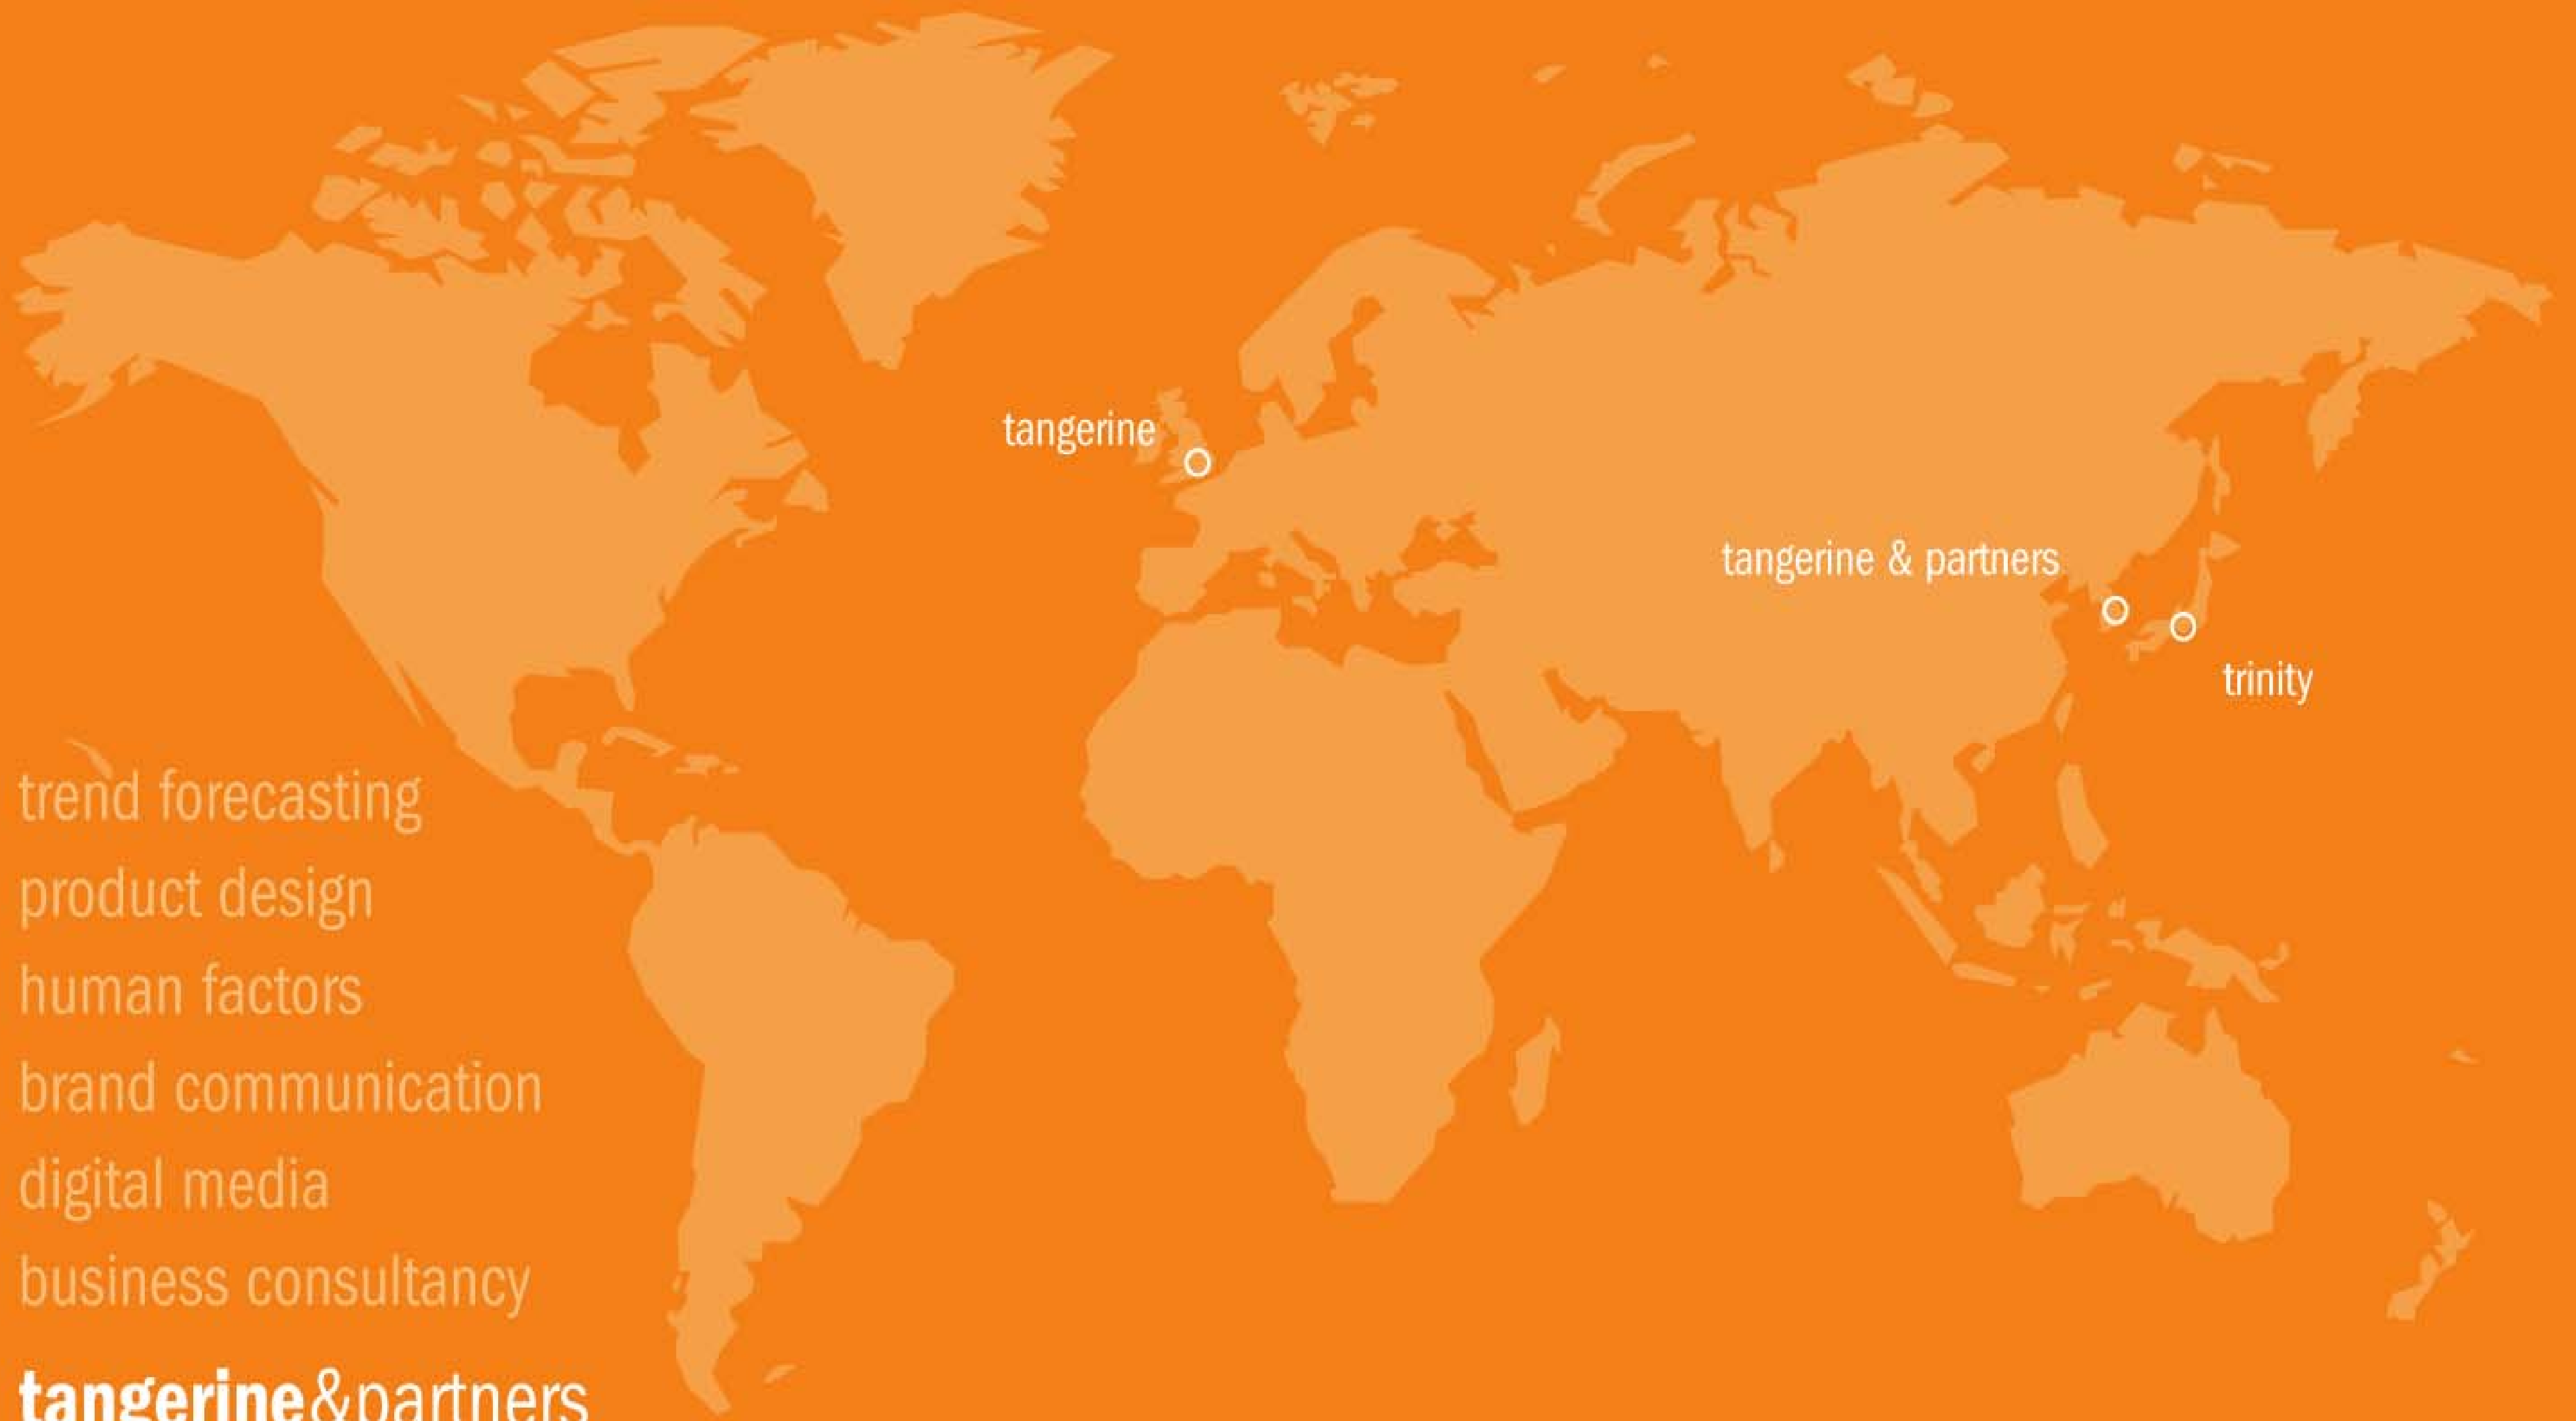 tangerine
tangerine & partners
trinity
trend forecasting
product design
human factors
brand communication
digital media
business consultancy
tangerine&partners